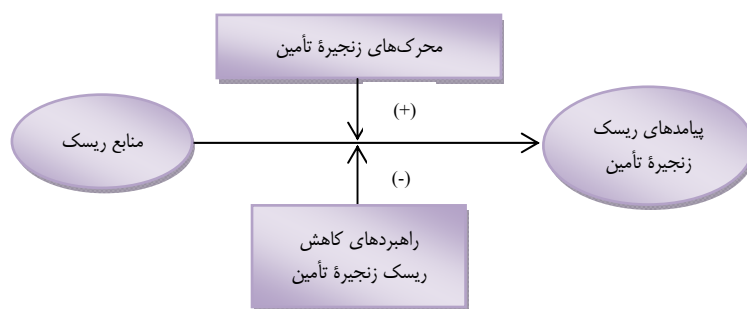 محرک‌های زنجیرۀ تأمین
(+)
منابع ریسک
پیامدهای ریسک
زنجیرۀ تأمین
(-)
راهبردهای کاهش
ریسک زنجیرۀ تأمین